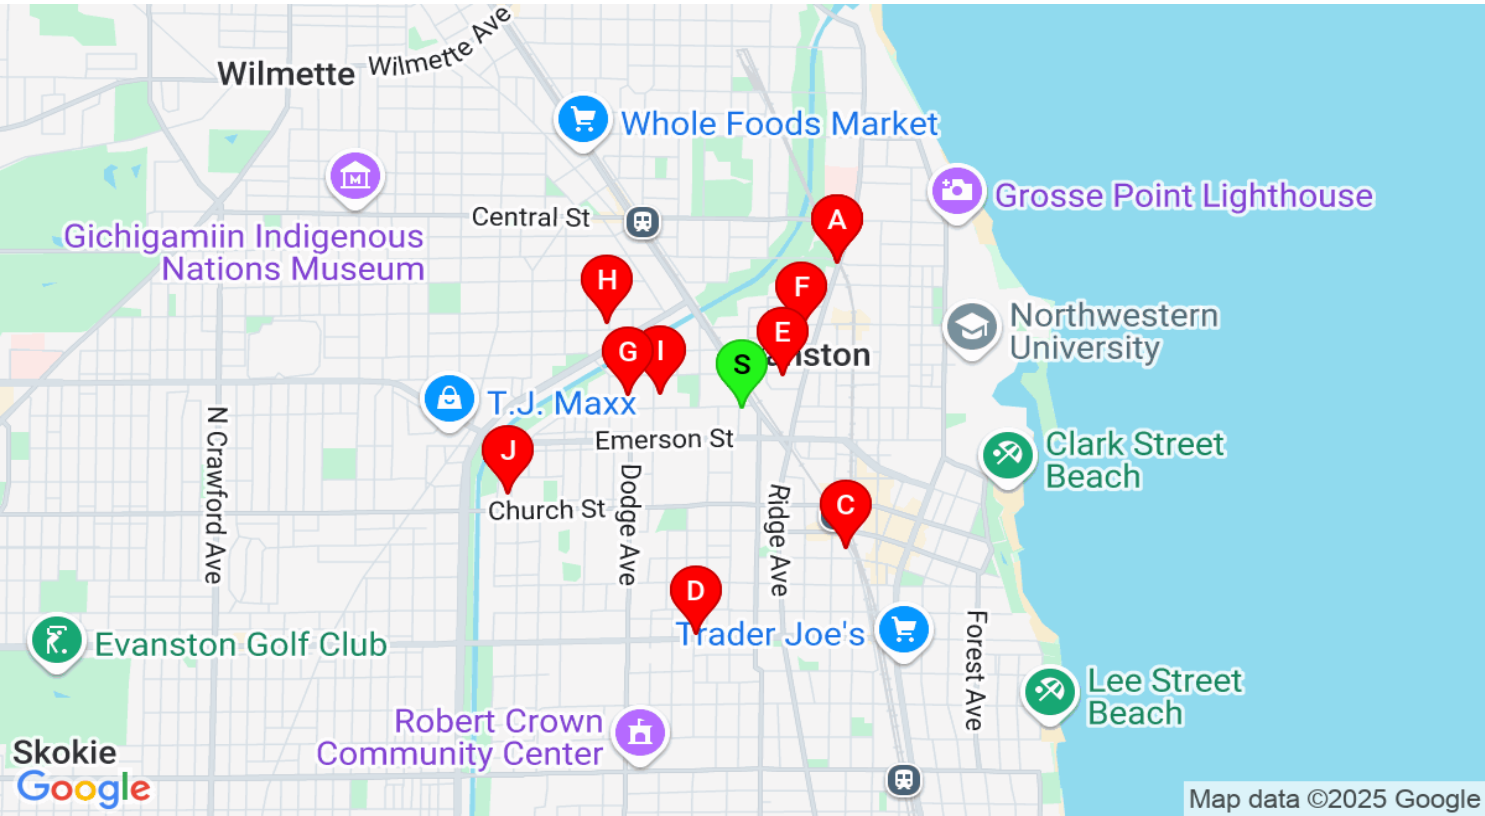 Wilmette
Wilmette Ave
Whole Foods Market
Grosse Point Lighthouse
Central St
A
Gichigamiin Indigenous
Nations Museum
H
F
Northwestern
University
E
anston
G
I
S
T.J. Maxx
N Crawford Ave
Emerson St
Clark Street
Beach
J
Dodge Ave
Church St
Ridge Ave
C
D
Trader Joe's
Evanston Golf Club
Forest Ave
Lee Street
Beach
Robert Crown
Community Center
Skokie
Google
Map data ©2025 Google